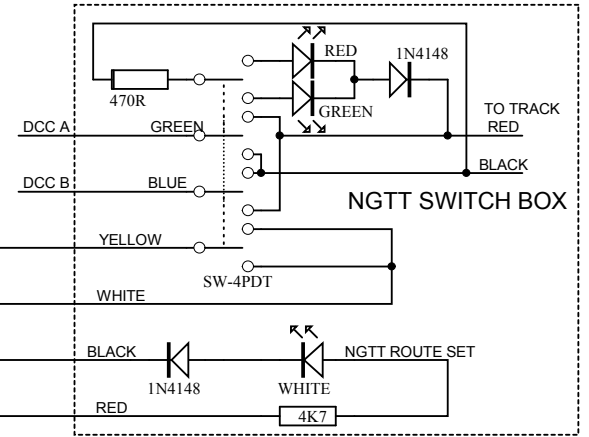 RED
1N4148
470R
GREEN
TO TRACK
DCC A
GREEN
RED
BLACK
DCC B
BLUE
NGTT SWITCH BOX
YELLOW
SW-4PDT
WHITE
BLACK
NGTT ROUTE SET
1N4148
WHITE
RED
4K7